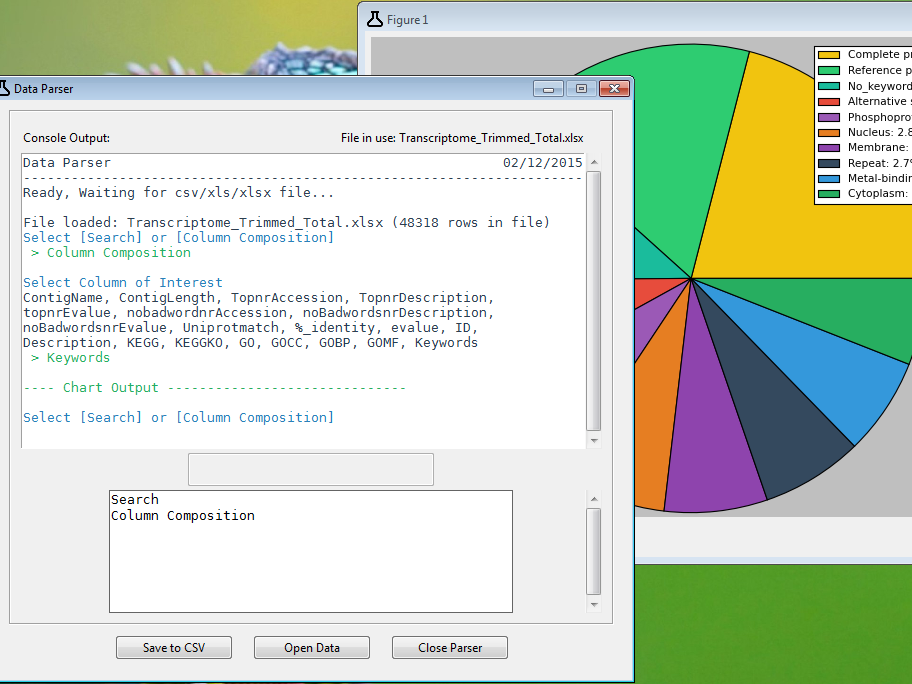 Figure 1
Data Parser
Console Output:
File in use: Transcriptome_Trimmed_Total.xlsx
Data Parser 02/12/2015
----------------------------------------------------------------------
Ready, Waiting for csv/xls/xlsx file...
File loaded: Transcriptome_Trimmed_Total.xlsx (48318 rows in file)
Select [Search] or [Column Composition]
> Column Composition
Select Column of Interest
ContigName, ContigLength, TopnrAccession, TopnrDescription,
topnrEvalue, nobadwordnrAccession, noBadwordsnrDescription,
noBadwordsnrEvalue, Uniprotmatch, %_identity, evalue, ID,
Description, KEGG, KEGGKO, GO, GOCC, GOBP, GOMF, Keywords
> Keywords
---- Chart Output ------------------------------
Select [Search] or [Column Composition]
Search
Column Composition
Save to CSV
Open Data
Close Parser
Complete
Reference
No_keyword
Alternative
Nucleus: 2.8
Membrane:
Repeat: 2.7%
Cytoplasm: